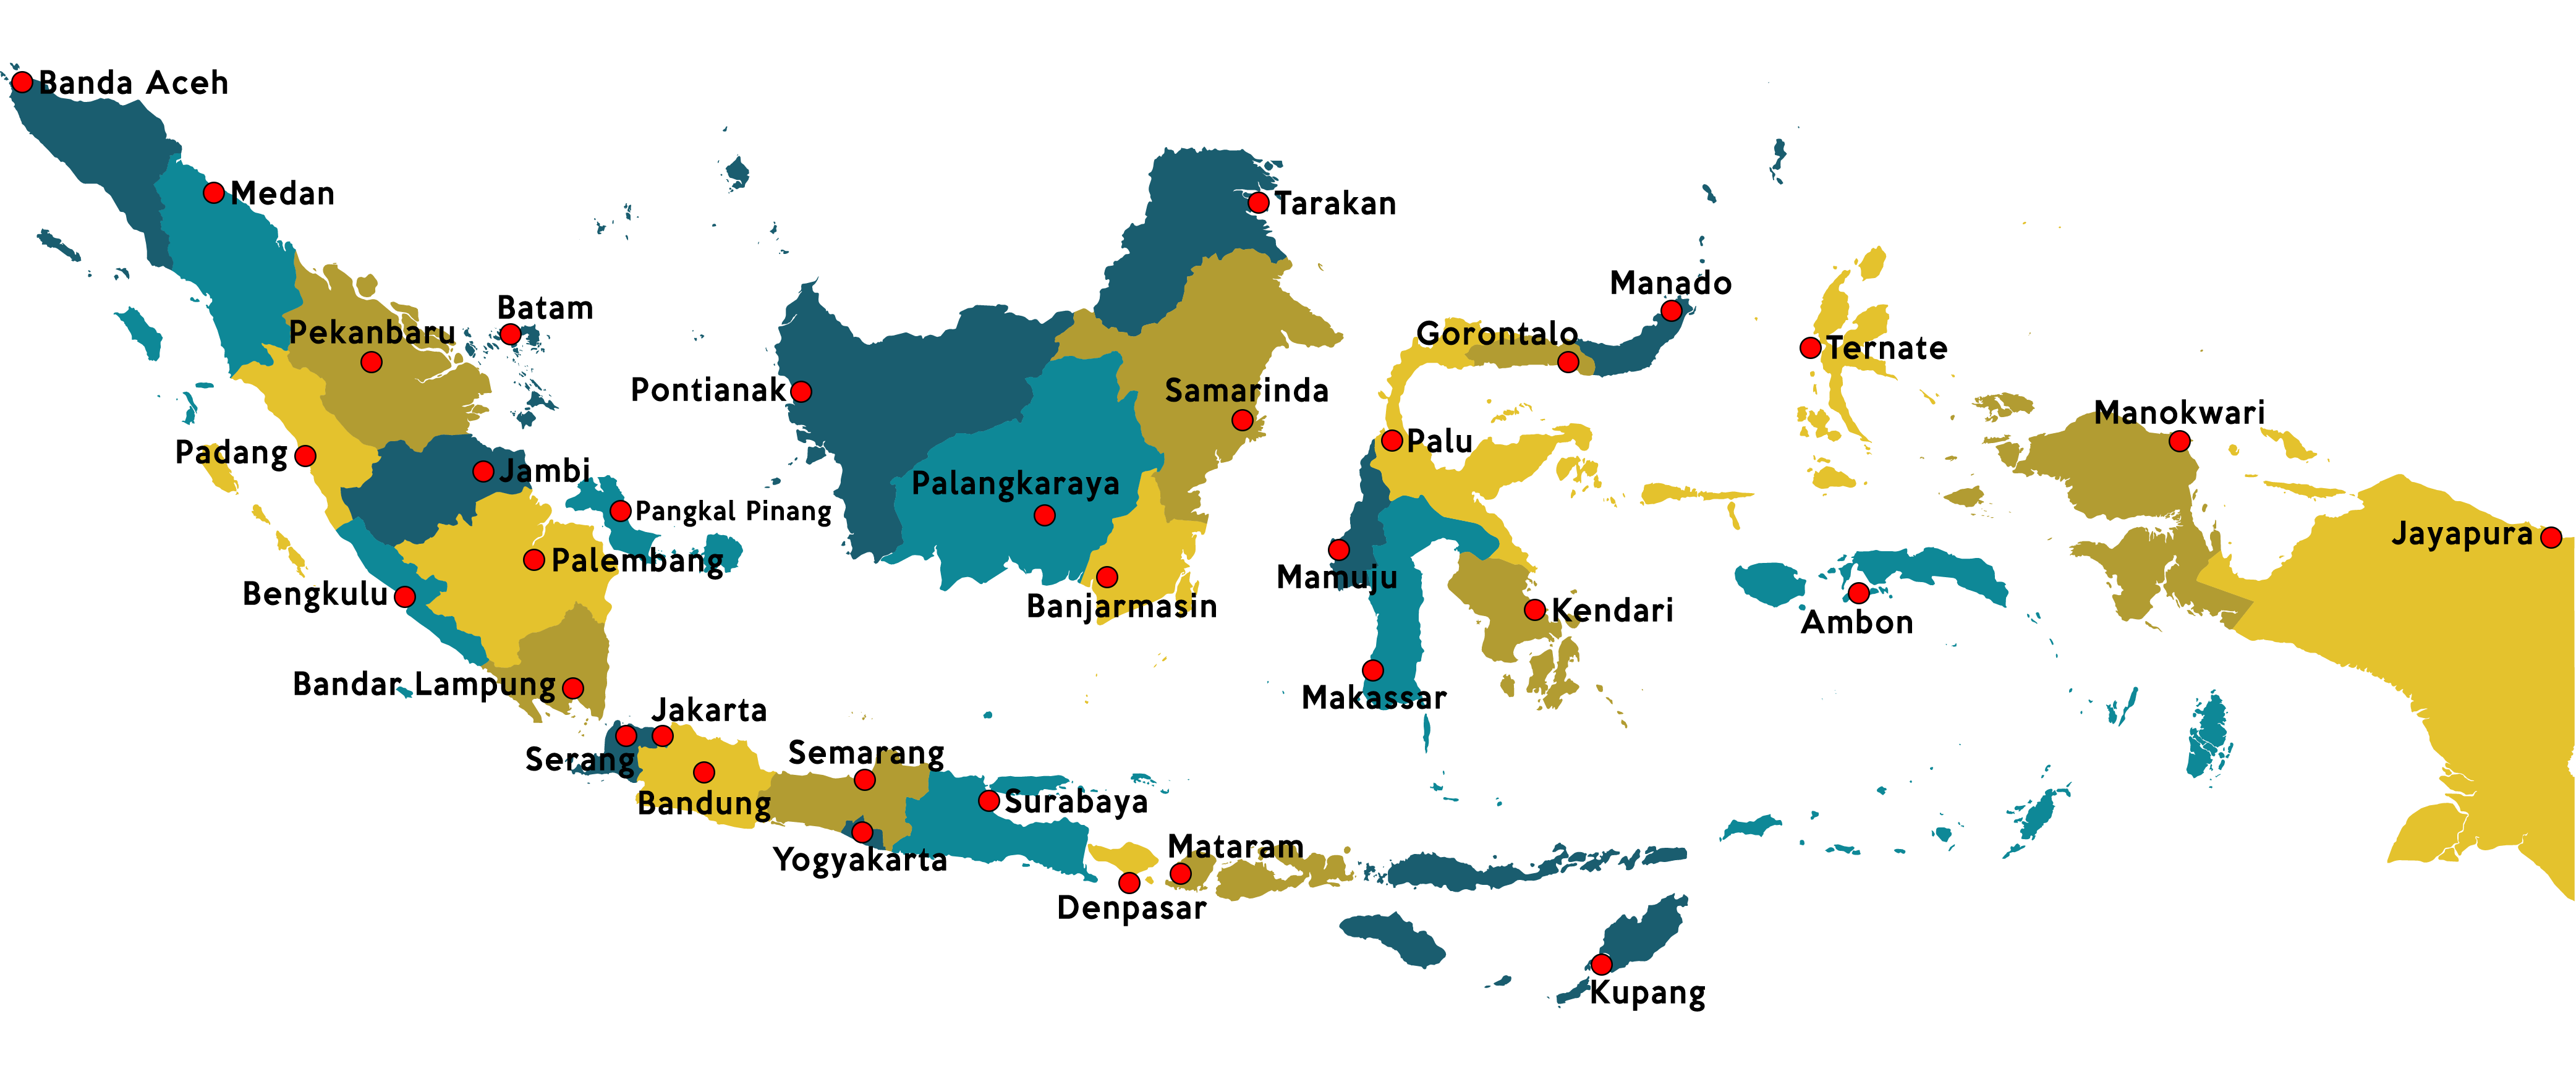 Banda Aceh
Medan
Tarakan
Manado
Batam
Pekanbaru
Gorontalo
Ternate
Pontianak
Samarinda
Manokwari
Padang
Palu
Jambi
Palangkaraya
Pangkal Pinang
Jayapura
Palembang
Mamuju
Bengkulu
Banjarmasin
Kendari
Ambon
Bandar Lampung
Makassar
Jakarta
Serang
Semarang
Bandung
Surabaya
Yogyakarta
Mataram
Denpasar
Kupang